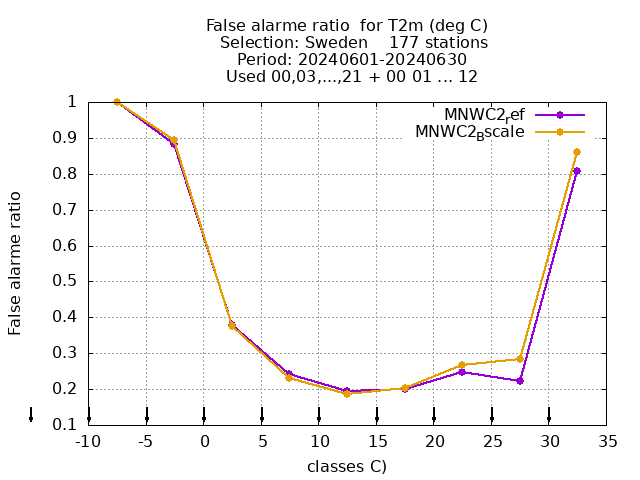 False alarme ratio  for T2m (deg C)
Selection: Sweden    177 stations
Period: 20240601-20240630
Used 00,03,...,21 + 00 01 ... 12
MNWC2_ref
MNWC2_Bscale
False alarme ratio
1
0.9
0.8
0.7
0.6
0.5
0.4
0.3
0.2
0.1
-10 -5 0 5 10 15 20 25 30 35
classes C)